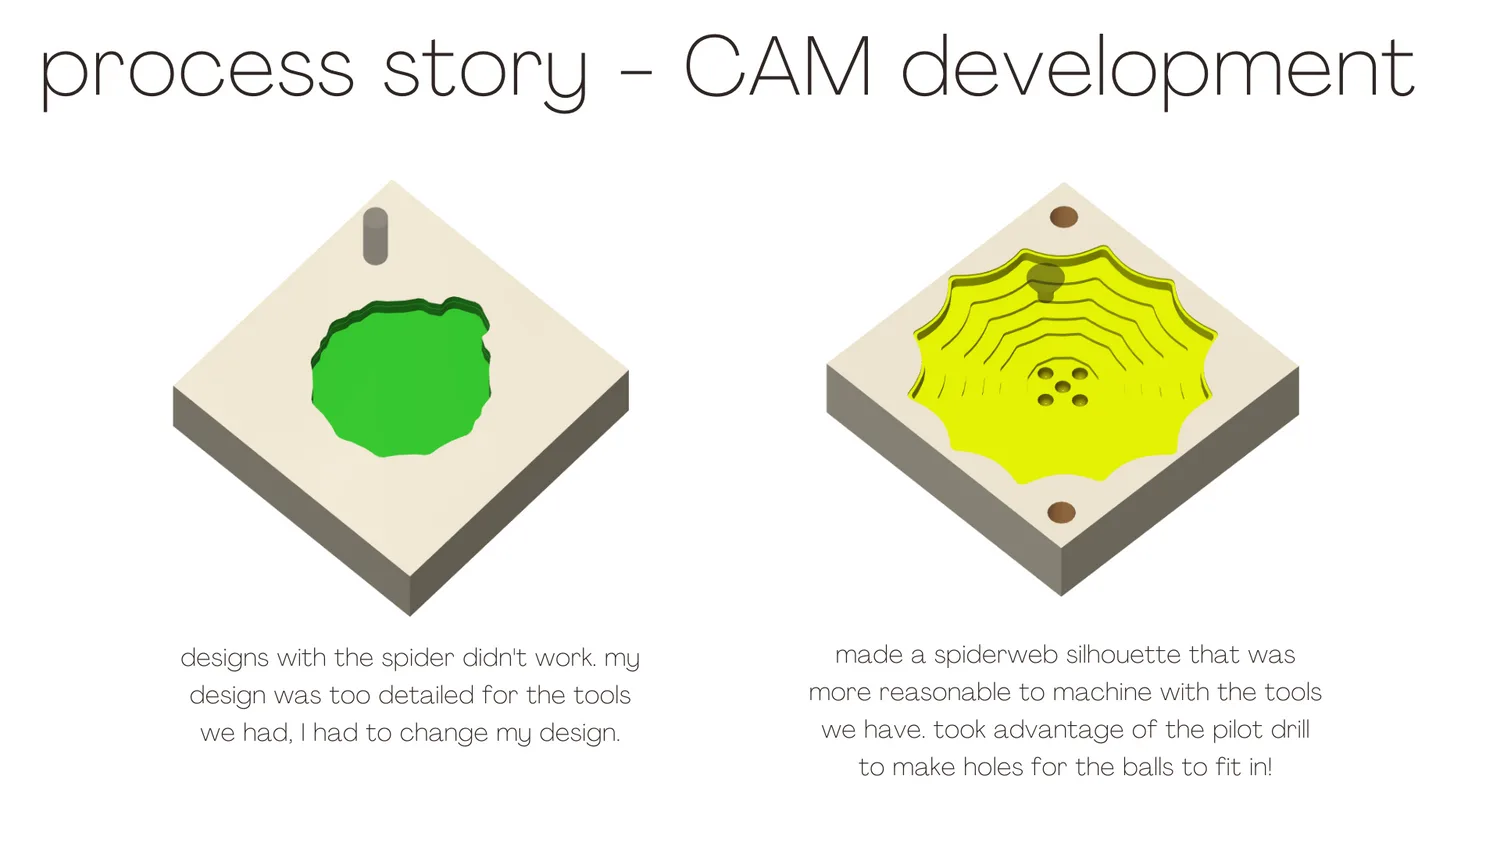 process story – CAM development
designs with the spider didn't work. my
design was too detailed for the tools
we had, I had to change my design.
made a spiderweb silhouette that was
more reasonable to machine with the tools
we have. took advantage of the pilot drill
to make holes for the balls to fit in!